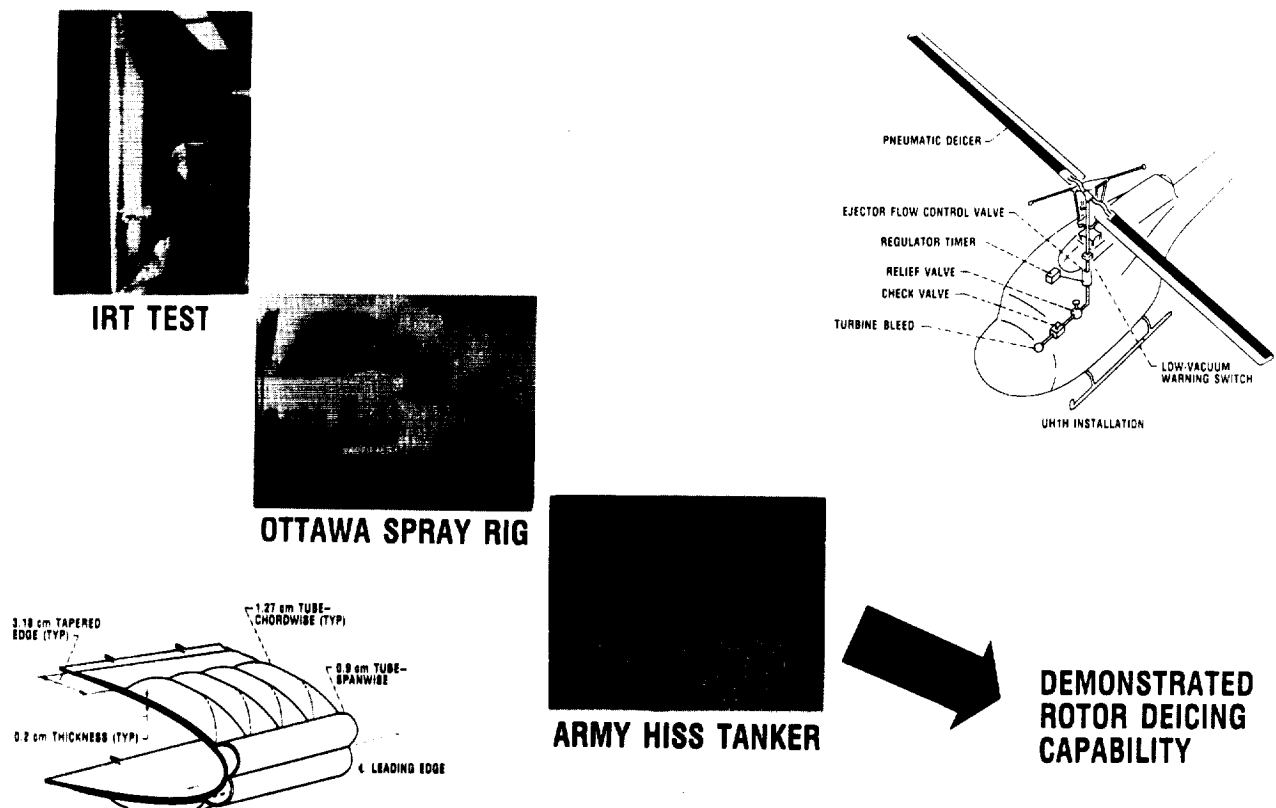 IRT TEST
PNEUMATIC DEICER
EJECTOR FLOW CONTROL VALVE
REGULATOR TIMER
RELIEF VALVE
CHECK VALVE
TURBINE BLEED
LOW-VACUUM
WARNING SWITCH
UH1H INSTALLATION
OTTAWA SPRAY RIG
3.18 cm TAPERED
EDGE (TYP)
1.27 cm TUBE–
CHORDWISE (TYP)
0.9 cm TUBE–
SPANWISE
0.2 cm THICKNESS (TYP)
℄ LEADING EDGE
ARMY HISS TANKER
DEMONSTRATED
ROTOR DEICING
CAPABILITY